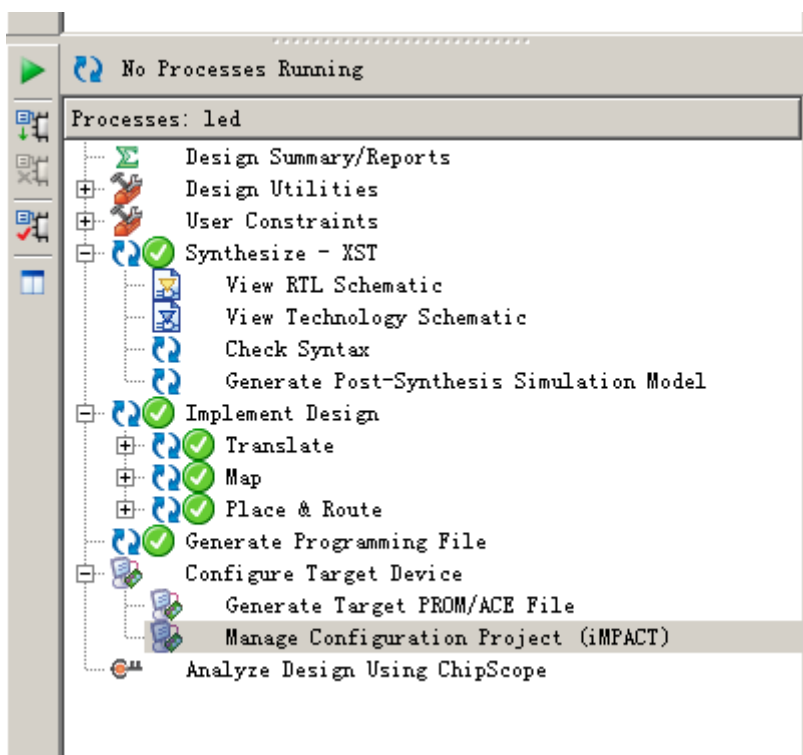 No Processes Running
Processes: led
Design Summary/Reports
Design Utilities
User Constraints
Synthesize - XST
View RTL Schematic
View Technology Schematic
Check Syntax
Generate Post-Synthesis Simulation Model
Implement Design
Translate
Map
Place & Route
Generate Programming File
Configure Target Device
Generate Target PROM/ACE File
Manage Configuration Project (iMPACT)
Analyze Design Using ChipScope